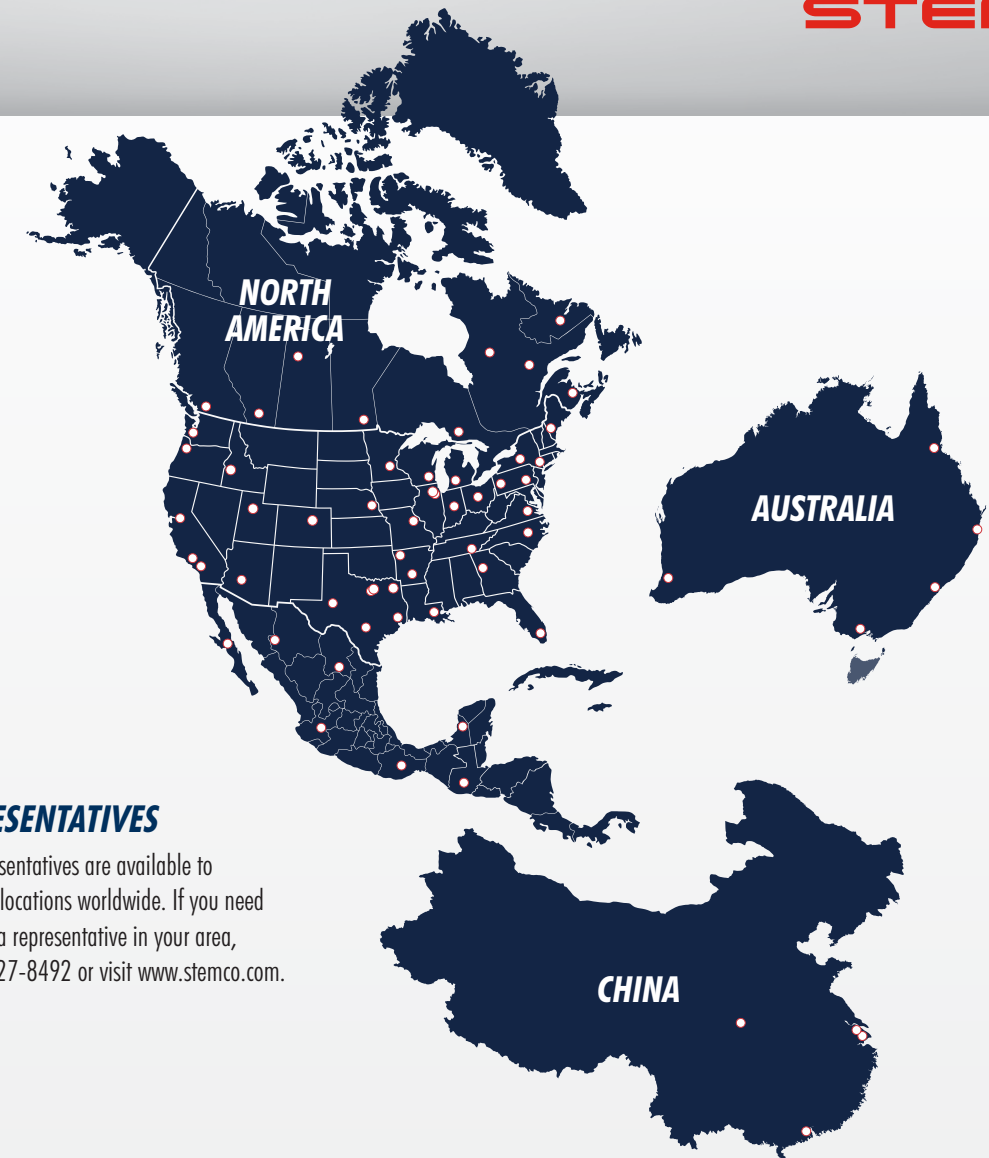 STE
NORTH
AMERICA
AUSTRALIA
ESENTATIVES
sentatives are available to
locations worldwide. If you need
a representative in your area,
27-8492 or visit www.stemco.com.
CHINA